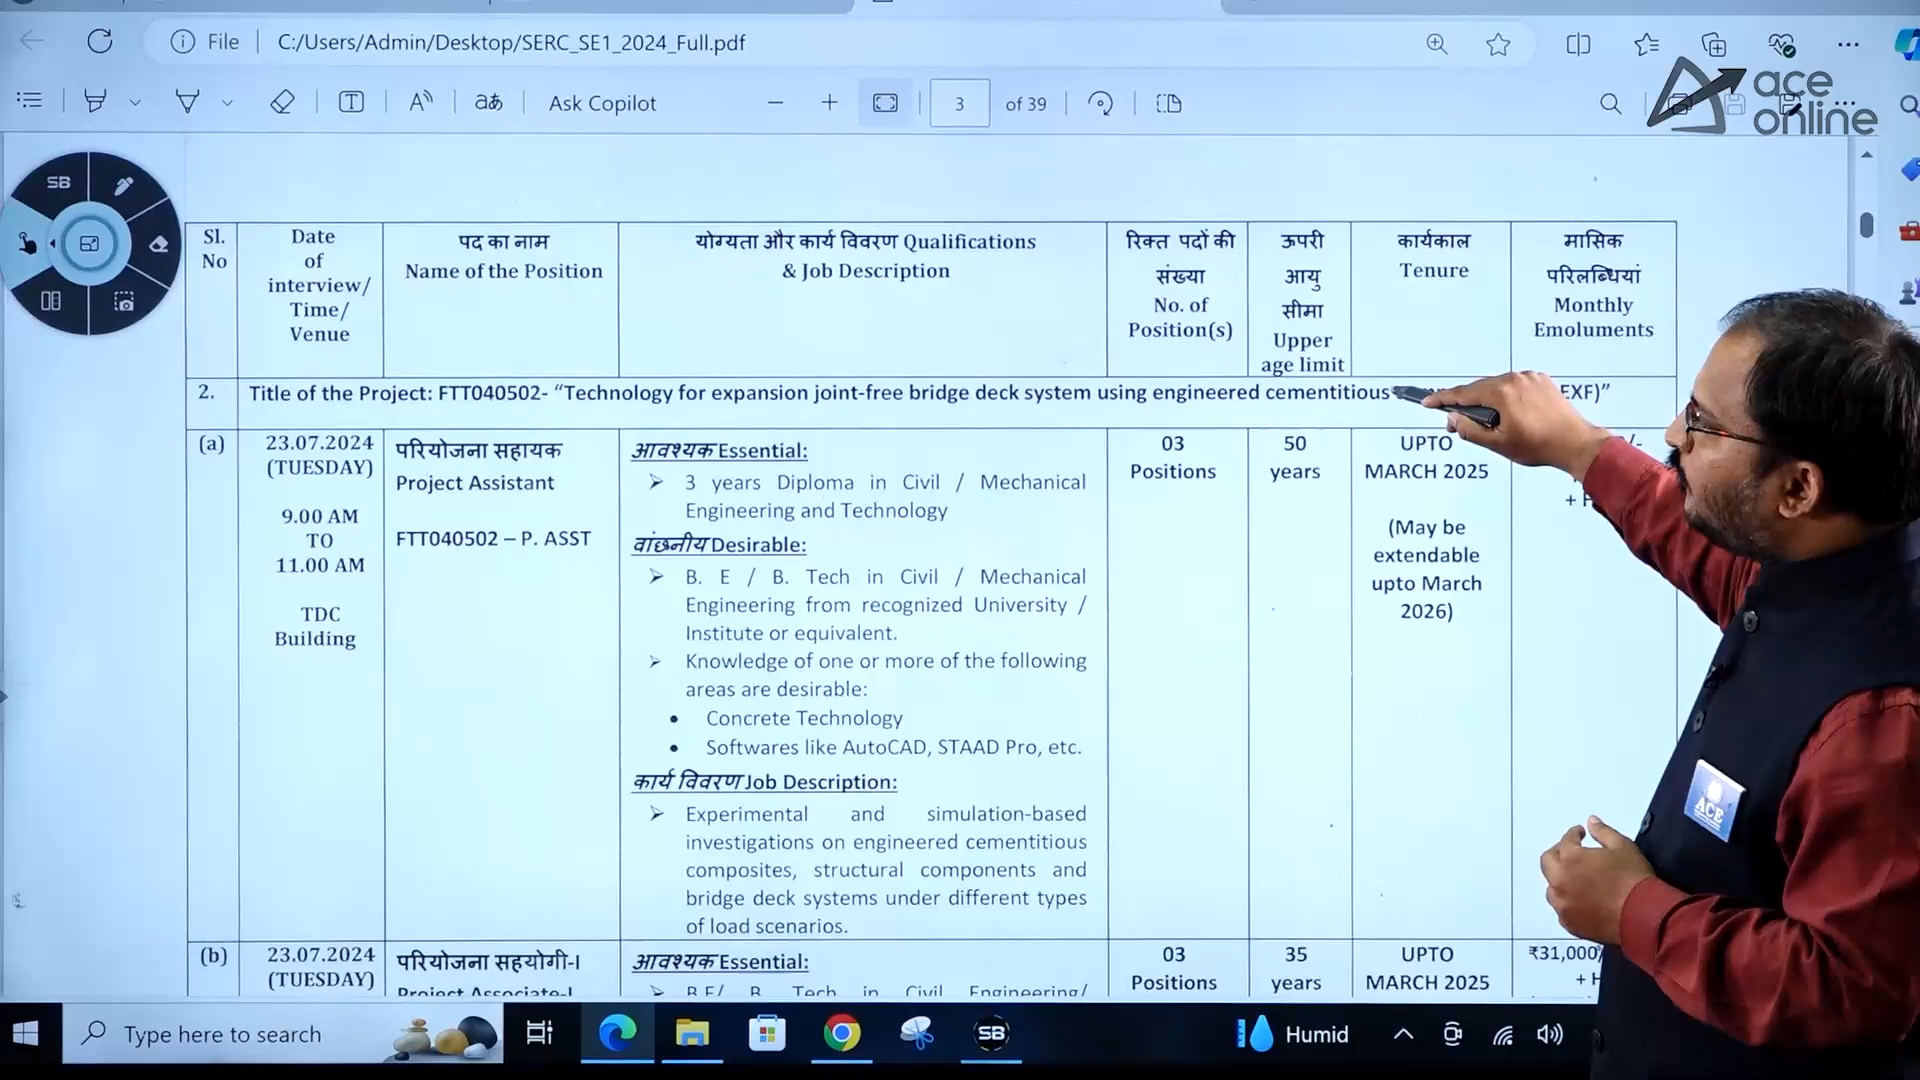 File
C:/Users/Admin/Desktop/SERC_SE1_2024_Full.pdf
Ask Copilot
3
of 39
ace
online
SB
Sl.
No
Date
of
interview/
Time/
Venue
पद का नाम
Name of the Position
योग्यता और कार्य विवरण Qualifications
& Job Description
रिक्त पदों की
संख्या
No. of
Position(s)
ऊपरी
आयु
सीमा
Upper
age limit
कार्यकाल
Tenure
मासिक
परिलब्धियां
Monthly
Emoluments
2.
Title of the Project: FTT040502- “Technology for expansion joint-free bridge deck system using engineered cementitious
EXF)”
(a)
23.07.2024
(TUESDAY)
9.00 AM
TO
11.00 AM
TDC
Building
परियोजना सहायक
Project Assistant
FTT040502 – P. ASST
आवश्यक Essential:
3 years Diploma in Civil / Mechanical
Engineering and Technology
वांछनीय Desirable:
B. E / B. Tech in Civil / Mechanical
Engineering from recognized University /
Institute or equivalent.
Knowledge of one or more of the following
areas are desirable:
Concrete Technology
Softwares like AutoCAD, STAAD Pro, etc.
कार्य विवरण Job Description:
Experimental and simulation-based
investigations on engineered cementitious
composites, structural components and
bridge deck systems under different types
of load scenarios.
03
Positions
50
years
UPTO
MARCH 2025
(May be
extendable
upto March
2026)
(b)
23.07.2024
(TUESDAY)
परियोजना सहयोगी-I
Project Associate-I
आवश्यक Essential:
B.E/ B. Tech in Civil Engineering/
03
Positions
35
years
UPTO
MARCH 2025
₹31,000/
ACE
Type here to search
SB
Humid